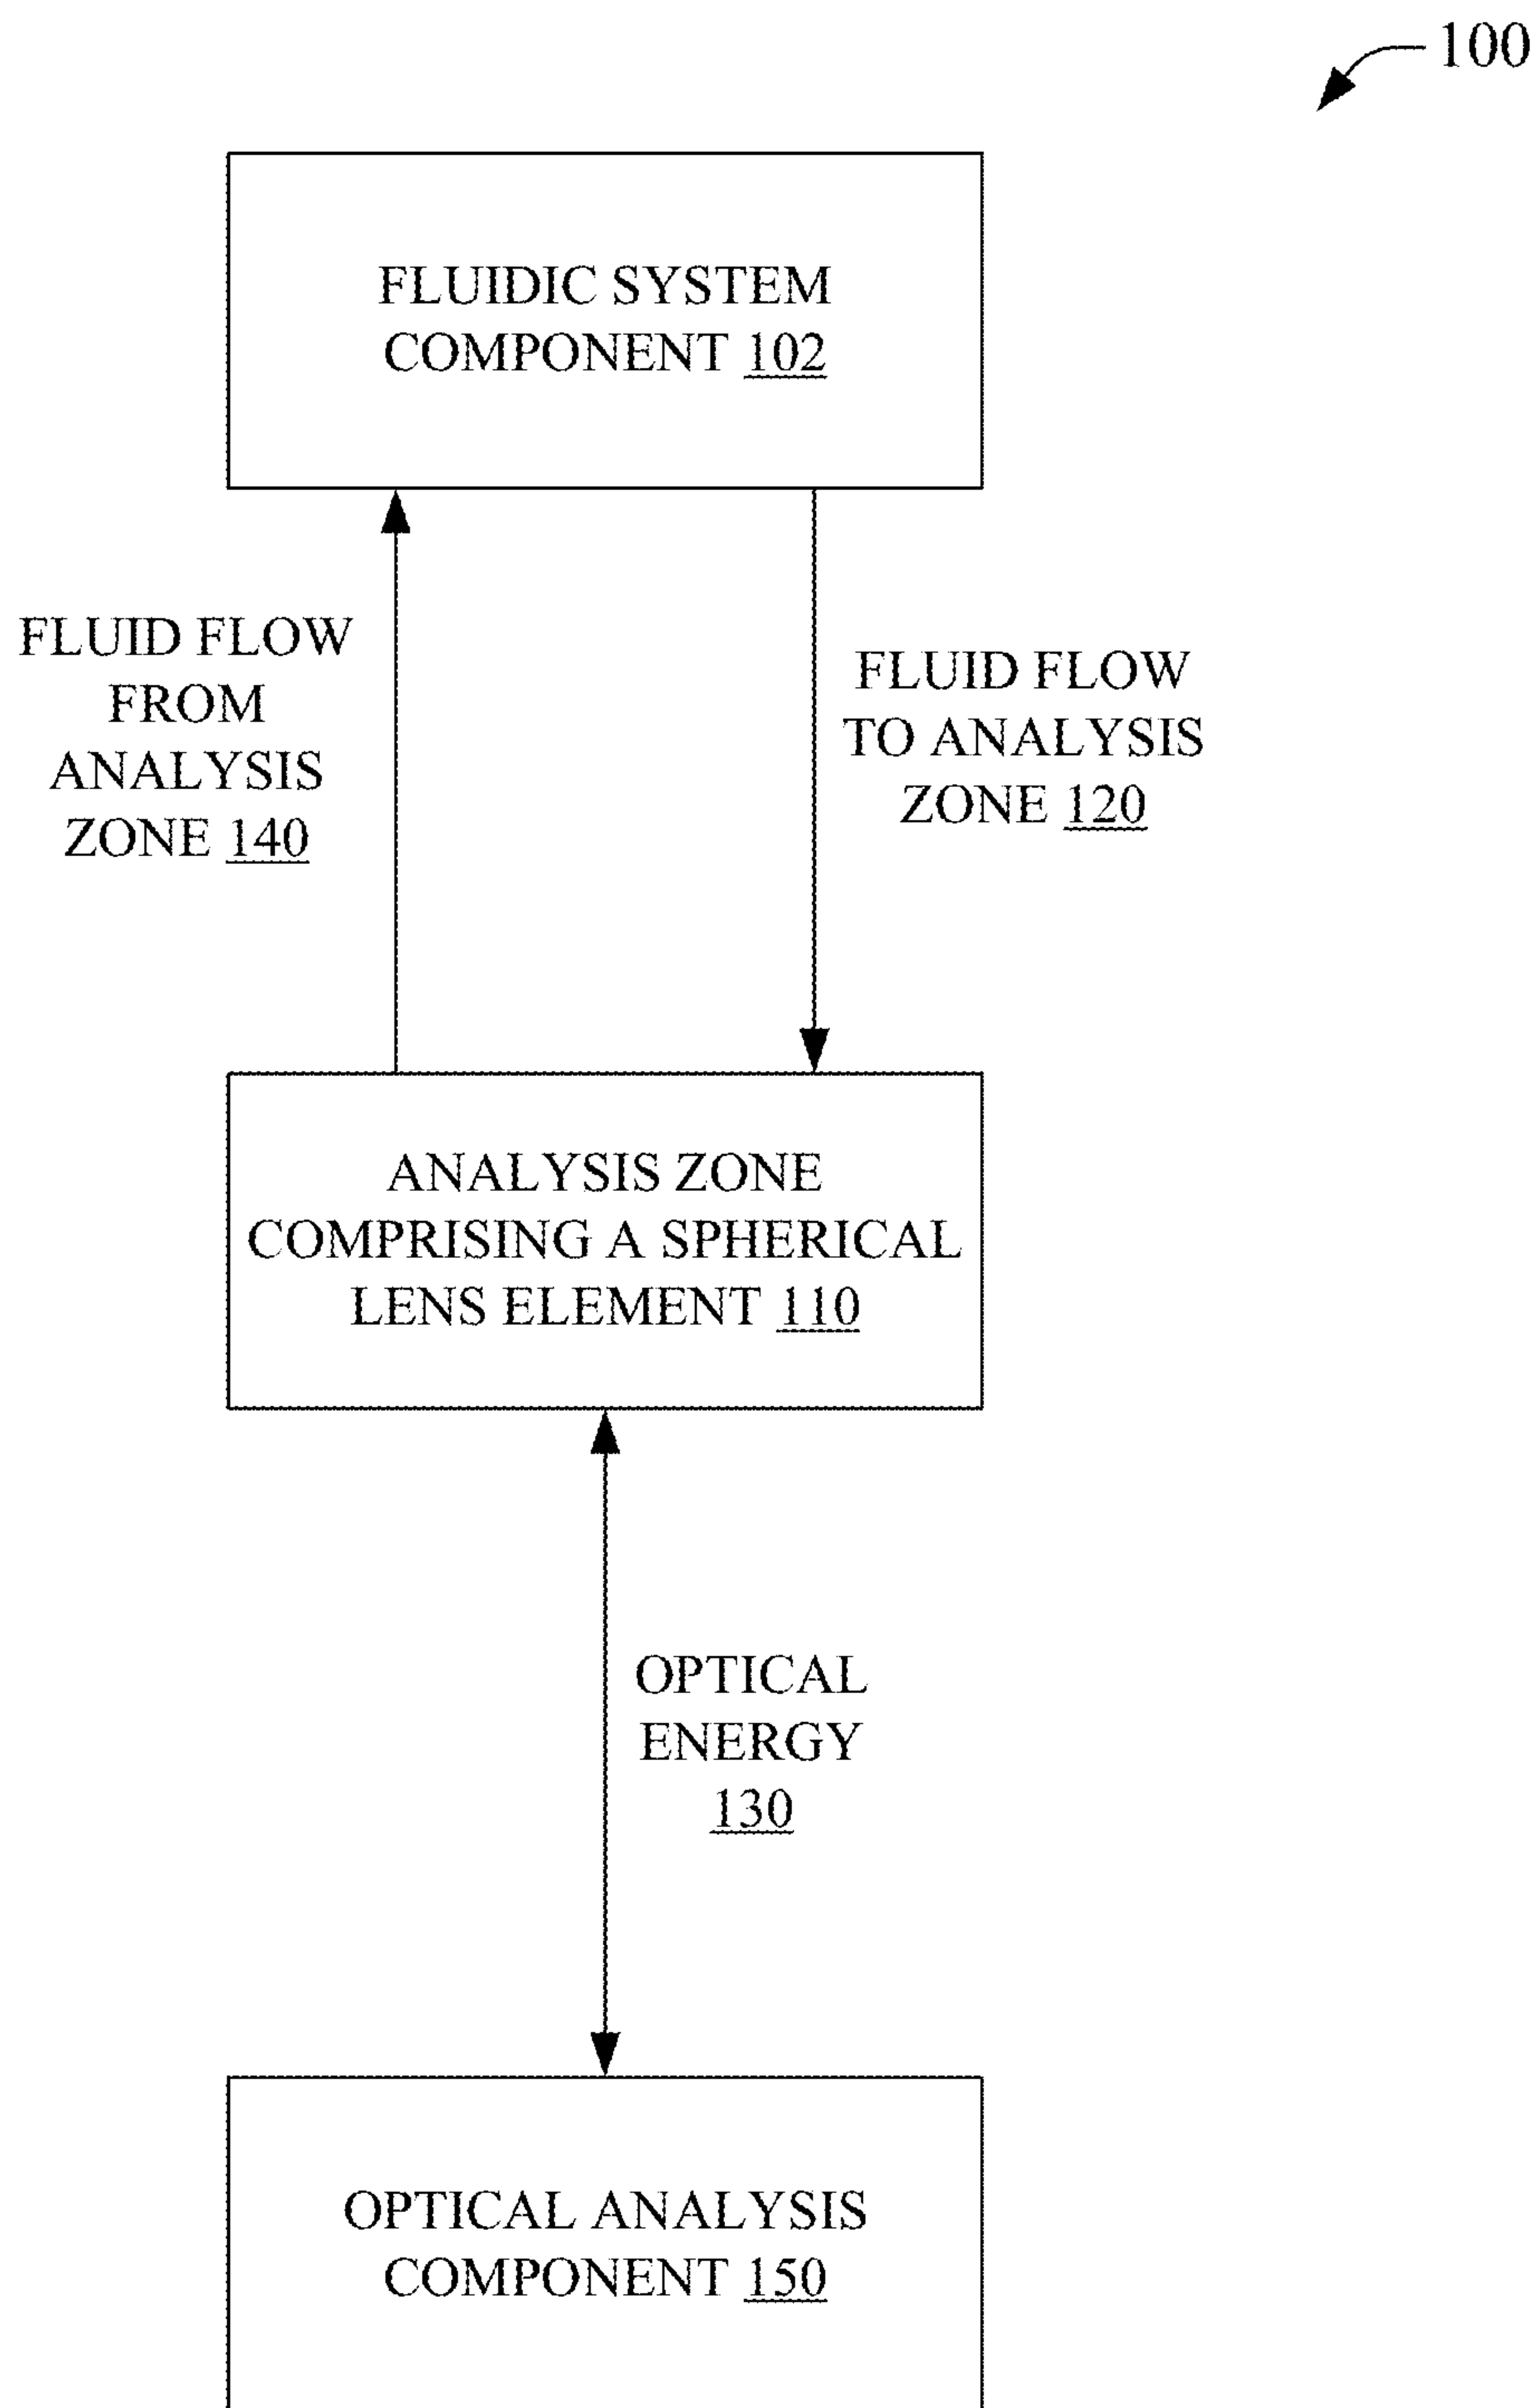 100
FLUIDIC SYSTEM
COMPONENT 102
FLUID FLOW
FROM
ANALYSIS
ZONE 140
FLUID FLOW
TO ANALYSIS
ZONE 120
ANALYSIS ZONE
COMPRISING A SPHERICAL
LENS ELEMENT 110
OPTICAL
ENERGY
130
OPTICAL ANALYSIS
COMPONENT 150